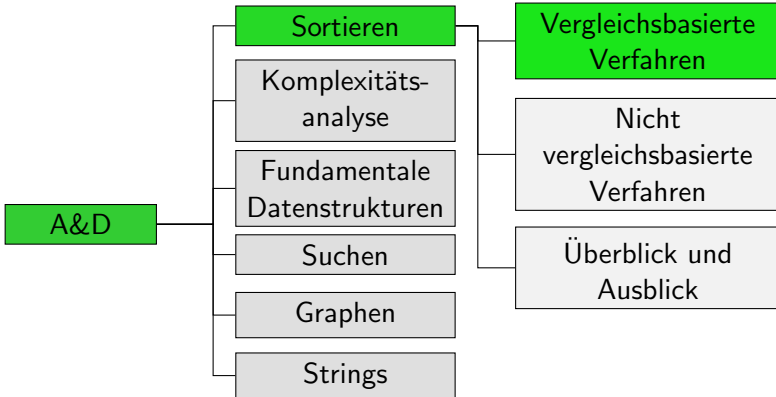 A&D
Sortieren
Komplexitäts-
analyse
Fundamentale
Datenstrukturen
Suchen
Graphen
Strings
Vergleichsbasierte
Verfahren
Nicht
vergleichsbasierte
Verfahren
Überblick und
Ausblick